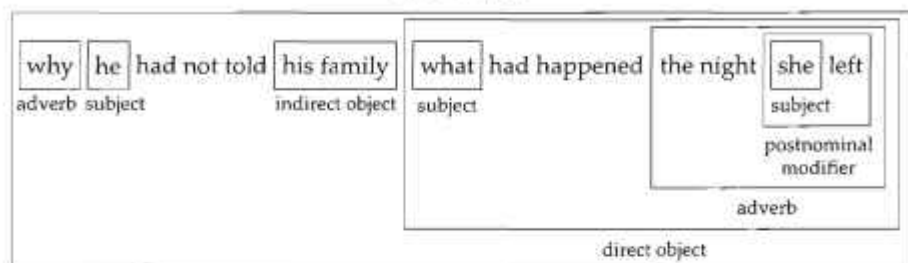 why he had not told his family what had happened the night she left
adverb subject indirect object subject subject
postnominal
modifier
adverb
direct object